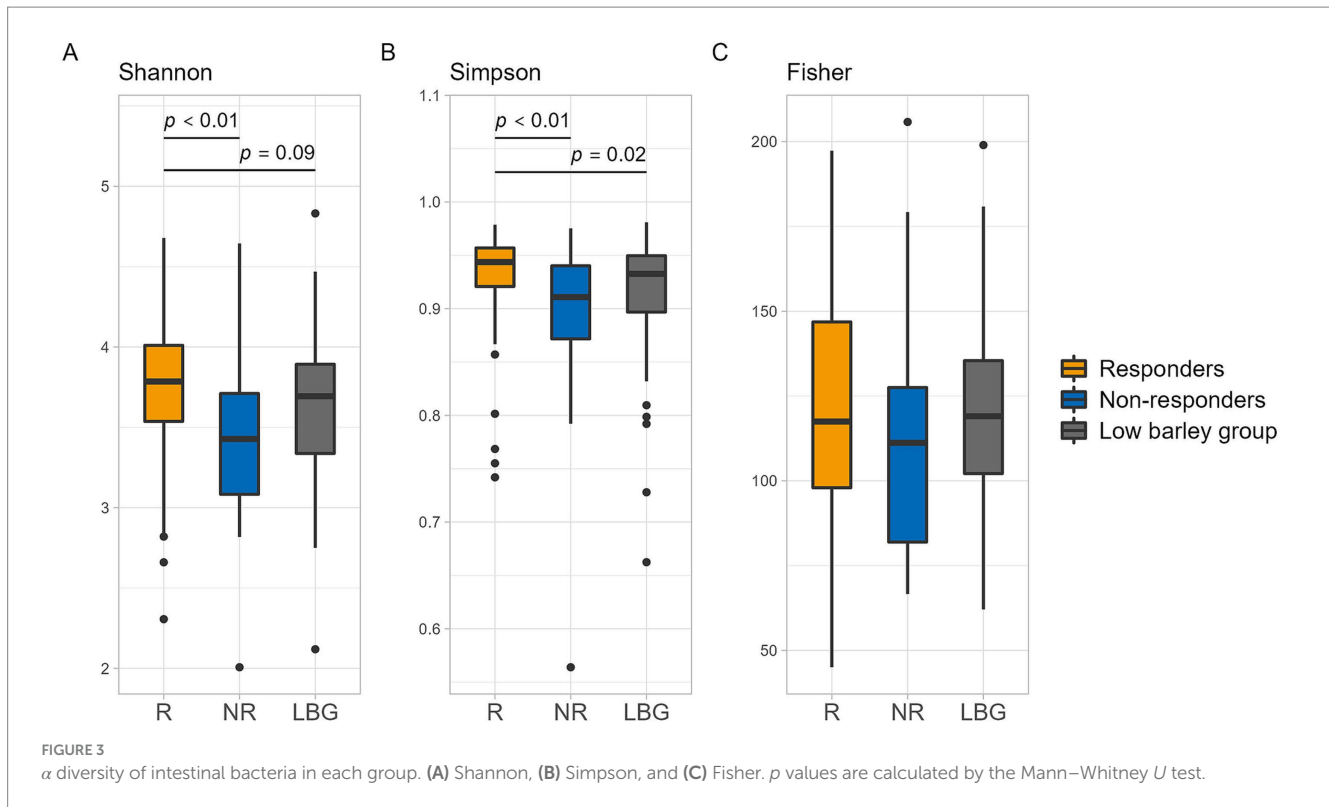 A
Shannon
p < 0.01
p = 0.09
5
4
3
2
R NR LBG
B
Simpson
1.1
p < 0.01
p = 0.02
1.0
0.9
0.8
0.7
0.6
R NR LBG
C
Fisher
200
150
100
50
R NR LBG
Responders
Non-responders
Low barley group
FIGURE 3
α diversity of intestinal bacteria in each group. (A) Shannon, (B) Simpson, and (C) Fisher. p values are calculated by the Mann–Whitney U test.